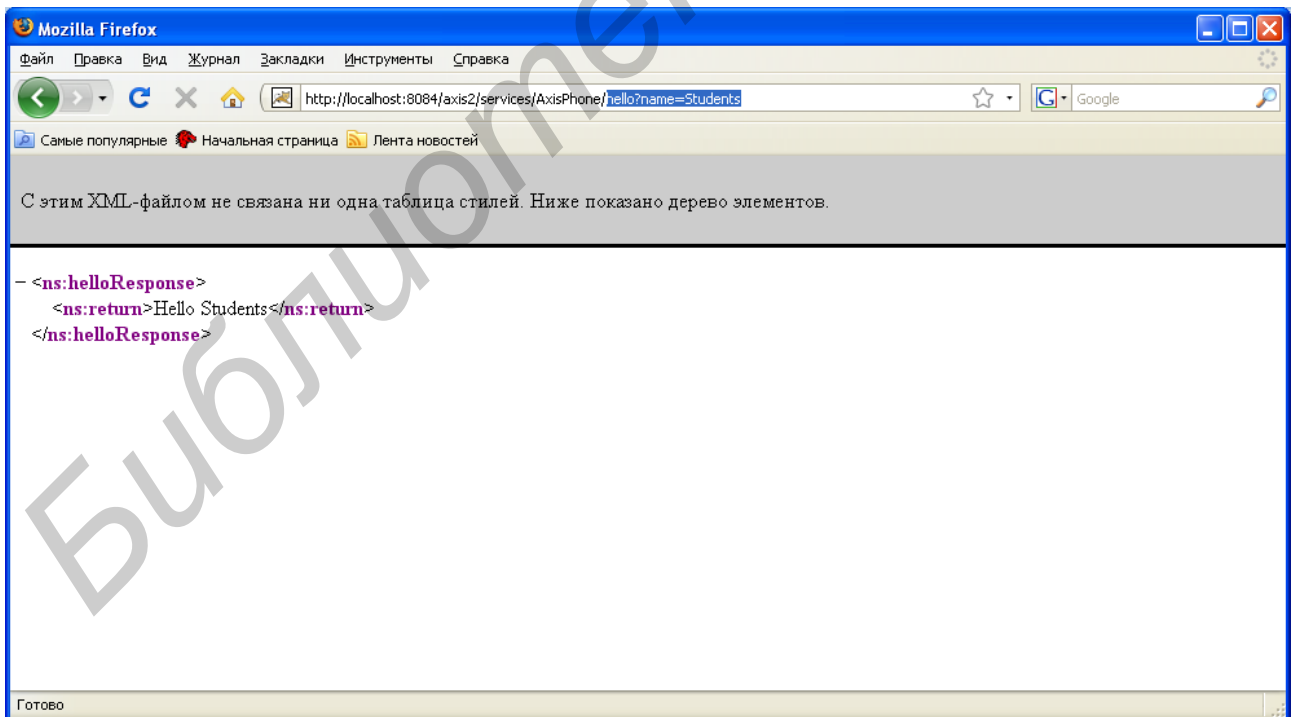 Mozilla Firefox
Файл Правка Вид Журнал Закладки Инструменты Справка
http://localhost:8084/axis2/services/AxisPhone/hello?name=Students
G Google
Самые популярные Начальная страница Лента новостей
С этим XML-файлом не связана ни одна таблица стилей. Ниже показано дерево элементов.
− <ns:helloResponse>
<ns:return>Hello Students</ns:return>
</ns:helloResponse>
Готово